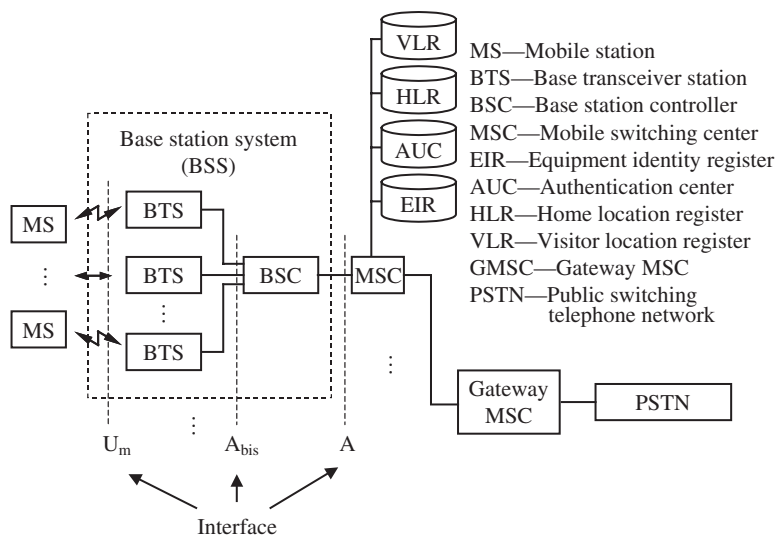 VLR
HLR
AUC
EIR
MS—Mobile station
BTS—Base transceiver station
BSC—Base station controller
MSC—Mobile switching center
EIR—Equipment identity register
AUC—Authentication center
HLR—Home location register
VLR—Visitor location register
GMSC—Gateway MSC
PSTN—Public switching
telephone network
Base station system
(BSS)
MS
BTS
⋮
BTS
BSC
MSC
⋮
MS
BTS
⋮
Gateway
MSC
PSTN
⋮
Um
Abis
A
Interface